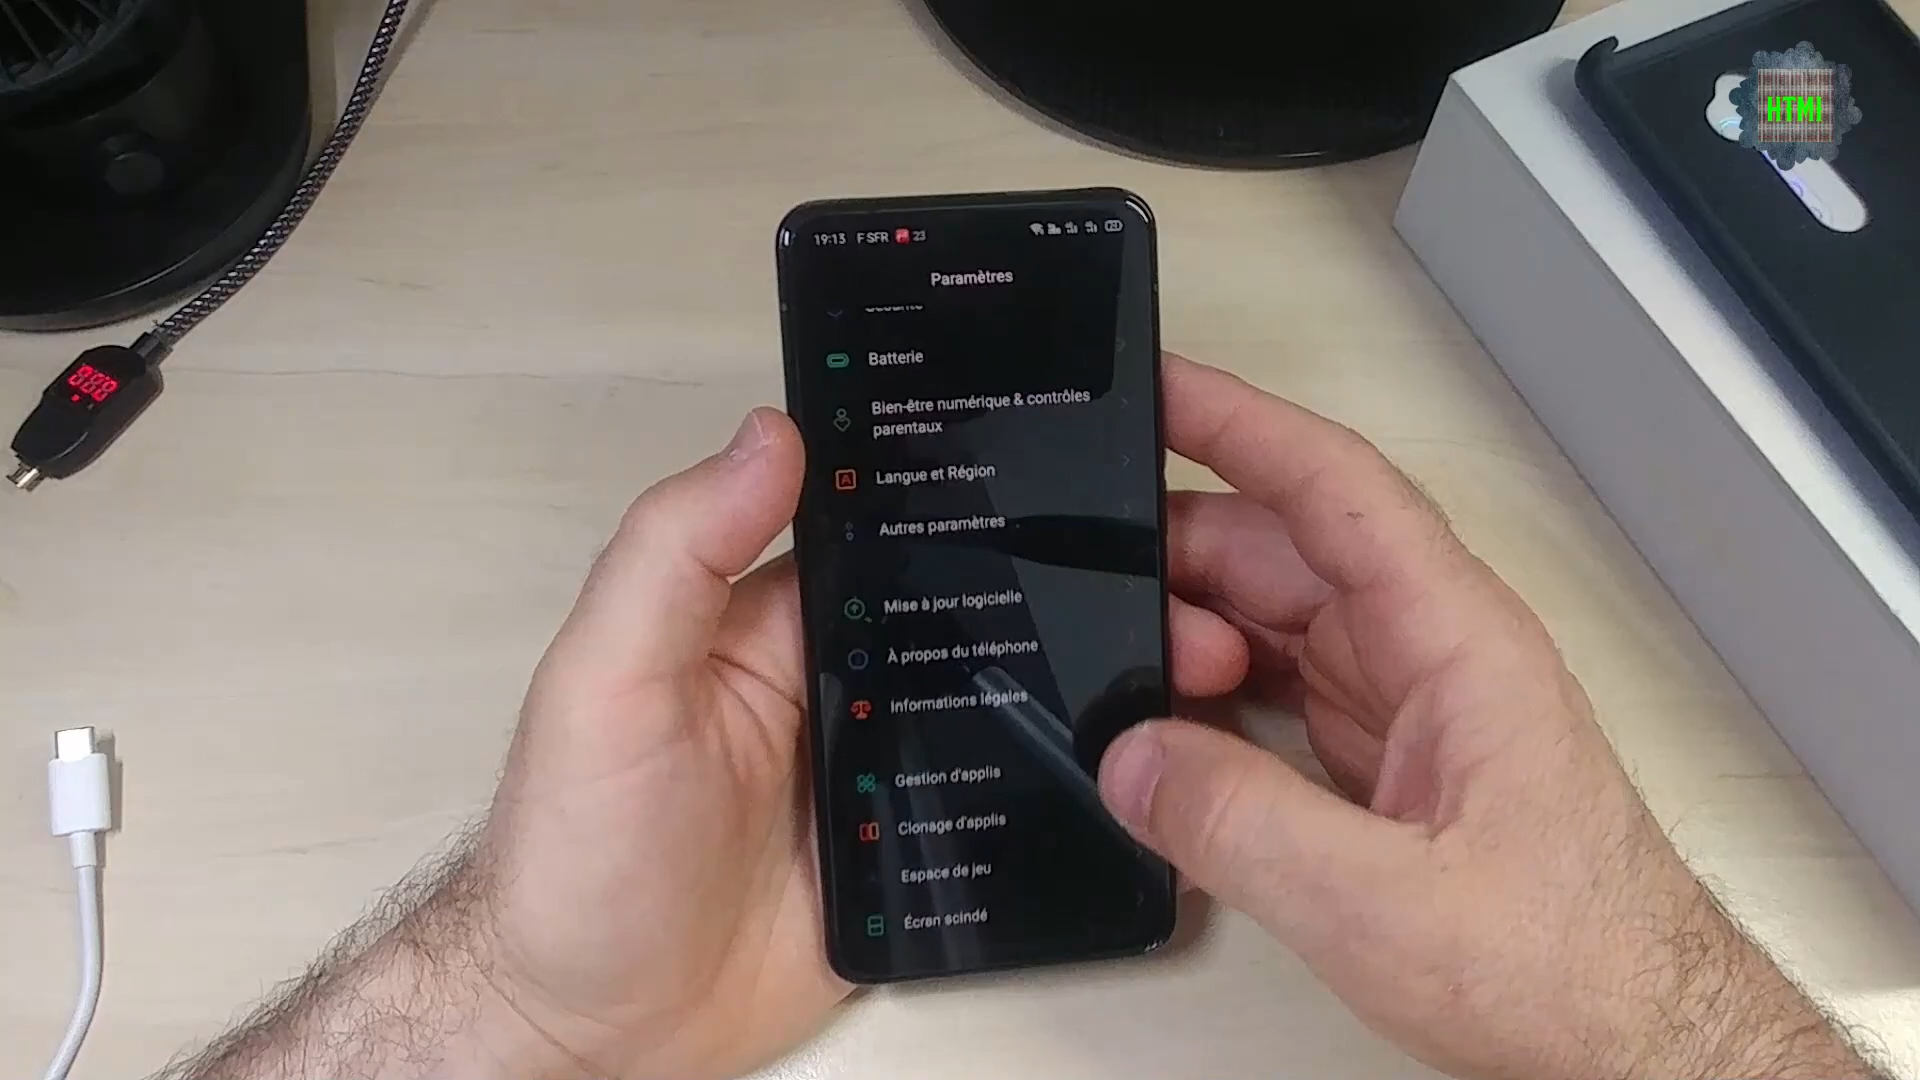 HTMI
19:13 F SFR 23
Paramètres
Sécurité
Batterie
Bien-être numérique & contrôles
parentaux
Langue et Région
Autres paramètres
Mise à jour logicielle
À propos du téléphone
Informations légales
Gestion d'applis
Clonage d'applis
Espace de jeu
Écran scindé